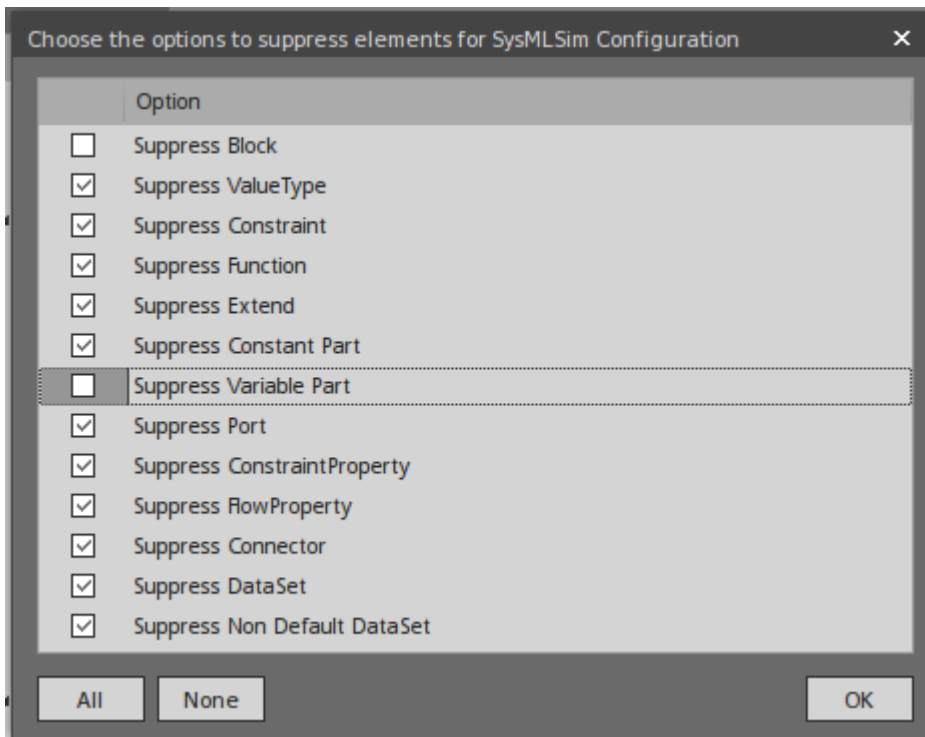 Choose the options to suppress elements for SysMLSim Configuration
Option
Suppress Block
Suppress ValueType
Suppress Constraint
Suppress Function
Suppress Extend
Suppress Constant Part
Suppress Variable Part
Suppress Port
Suppress ConstraintProperty
Suppress FlowProperty
Suppress Connector
Suppress DataSet
Suppress Non Default DataSet
All None OK